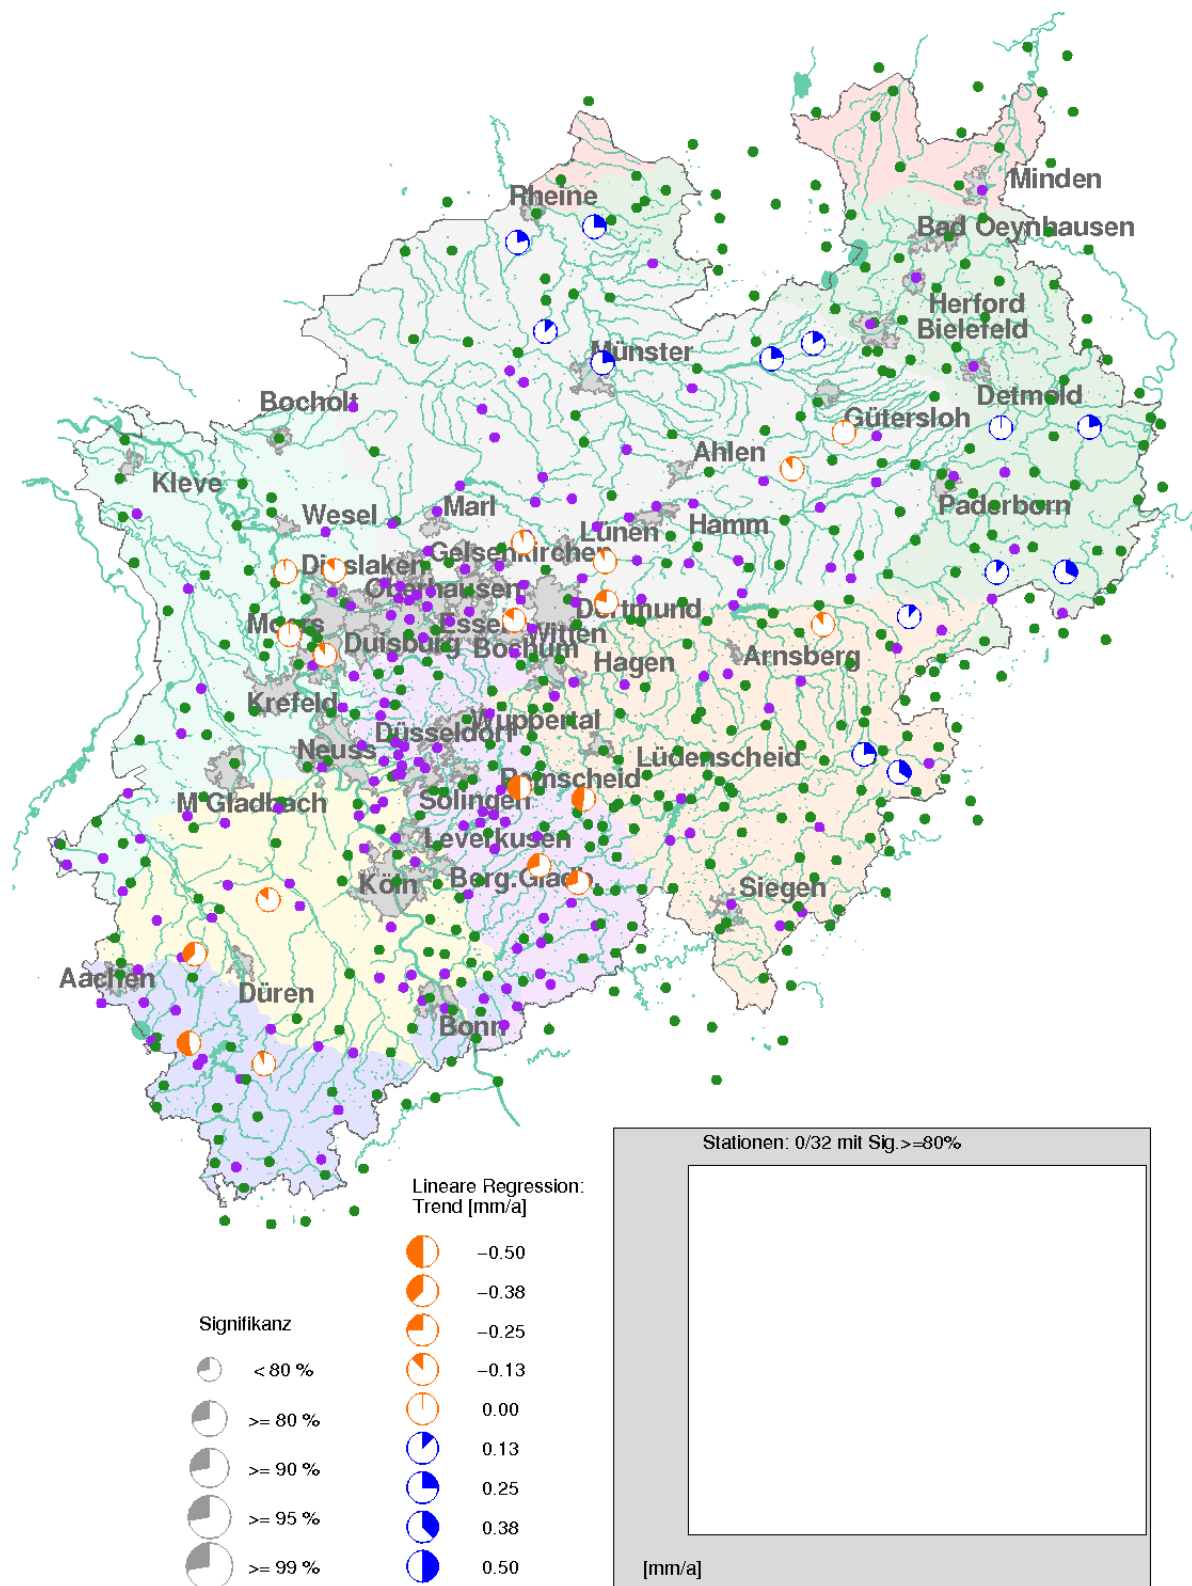 Rheine
Minden
Bad Oeynhausen
Herford
Bielefeld
Münster
Detmold
Bocholt
Gütersloh
Ahlen
Kleve
Paderborn
Wesel
Marl
Lünen
Hamm
Gelsenkirchen
Dinslaken
Oberhausen
Dortmund
Moers
Essen
Witten
Duisburg
Bochum
Hagen
Arnsberg
Krefeld
Wuppertal
Düsseldorf
Neuss
Lüdenscheid
Remscheid
M'Gladbach
Solingen
Leverkusen
Köln
Berg.Gladb.
Siegen
Aachen
Düren
Bonn
Stationen: 0/32 mit Sig.>=80%
Lineare Regression:
Trend [mm/a]
−0.50
−0.38
−0.25
−0.13
0.00
0.13
0.25
0.38
0.50
Signifikanz
< 80 %
>= 80 %
>= 90 %
>= 95 %
>= 99 %
[mm/a]